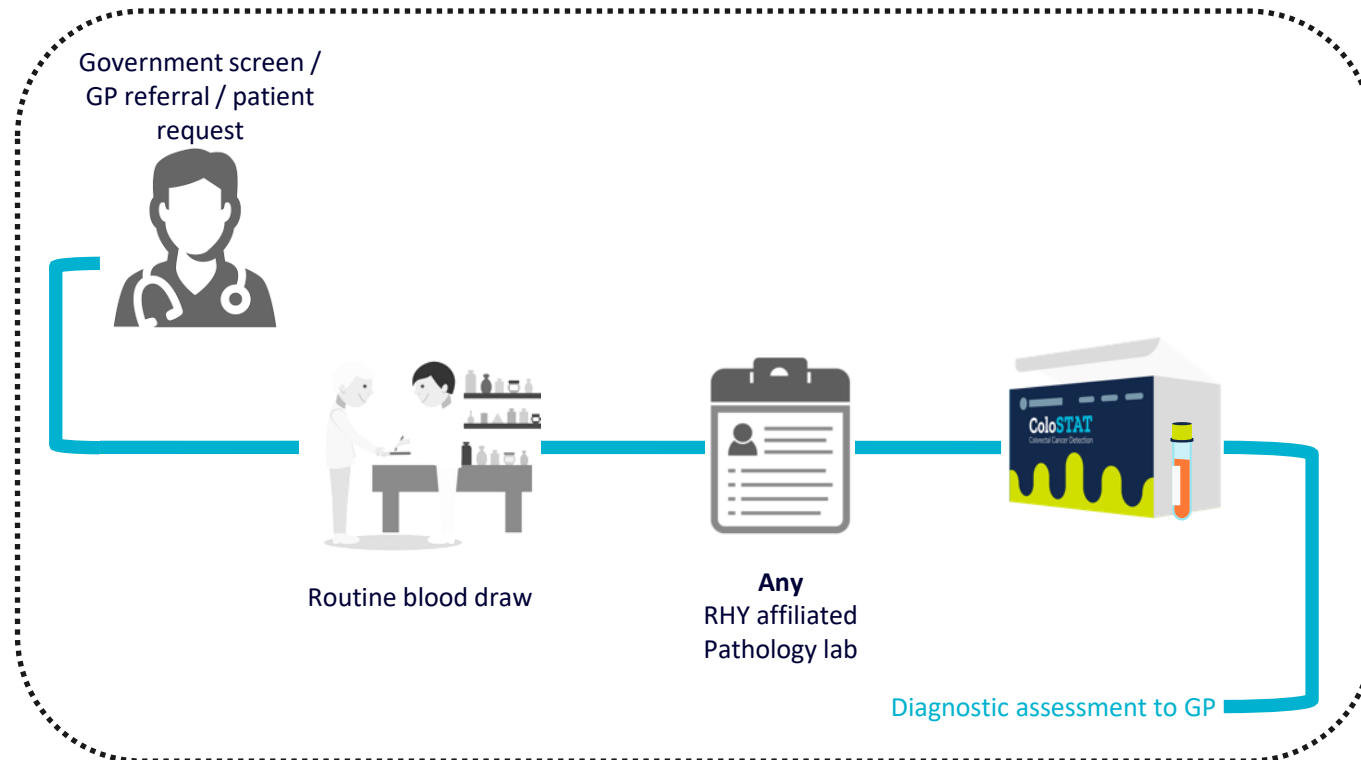 Government screen /
GP referral / patient
request
Routine blood draw
Any
RHY affiliated
Pathology lab
ColoSTAT
Colorectal Cancer Detection
Diagnostic assessment to GP